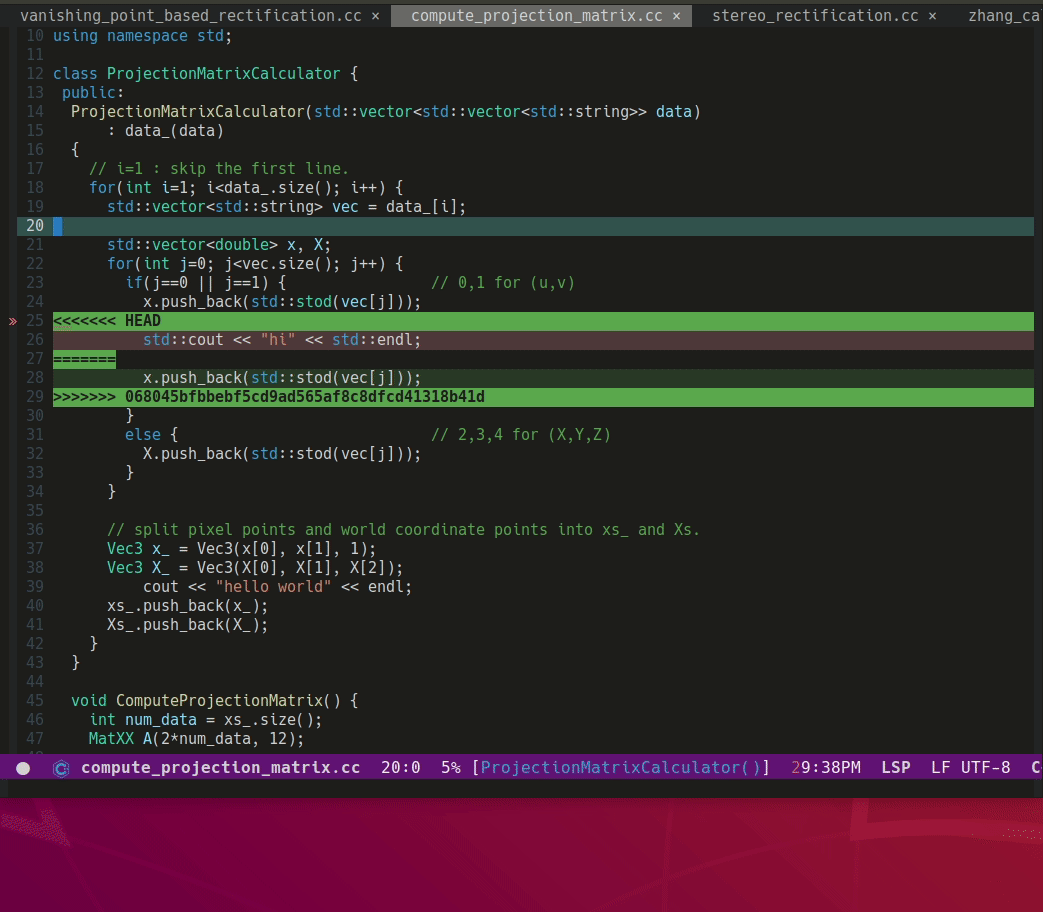 vanishing_point_based_rectification.cc × compute_projection_matrix.cc × stereo_rectification.cc × zhang_ca
10 using namespace std;
11
12 class ProjectionMatrixCalculator {
13 public:
14 ProjectionMatrixCalculator(std::vector<std::vector<std::string>> data)
15 : data_(data)
16 {
17 // i=1 : skip the first line.
18 for(int i=1; i<data_.size(); i++) {
19 std::vector<std::string> vec = data_[i];
20
21 std::vector<double> x, X;
22 for(int j=0; j<vec.size(); j++) {
23 if(j==0 || j==1) { // 0,1 for (u,v)
24 x.push_back(std::stod(vec[j]));
» 25 <<<<<<< HEAD
26 std::cout << "hi" << std::endl;
27 =======
28 x.push_back(std::stod(vec[j]));
29 >>>>>>> 068045bfbbebf5cd9ad565af8c8dfcd41318b41d
30 }
31 else { // 2,3,4 for (X,Y,Z)
32 X.push_back(std::stod(vec[j]));
33 }
34 }
35
36 // split pixel points and world coordinate points into xs_ and Xs.
37 Vec3 x_ = Vec3(x[0], x[1], 1);
38 Vec3 X_ = Vec3(X[0], X[1], X[2]);
39 cout << "hello world" << endl;
40 xs_.push_back(x_);
41 Xs_.push_back(X_);
42 }
43 }
44
45 void ComputeProjectionMatrix() {
46 int num_data = xs_.size();
47 MatXX A(2*num_data, 12);
compute_projection_matrix.cc 20:0 5% [ProjectionMatrixCalculator()] 29:38PM LSP LF UTF-8 C